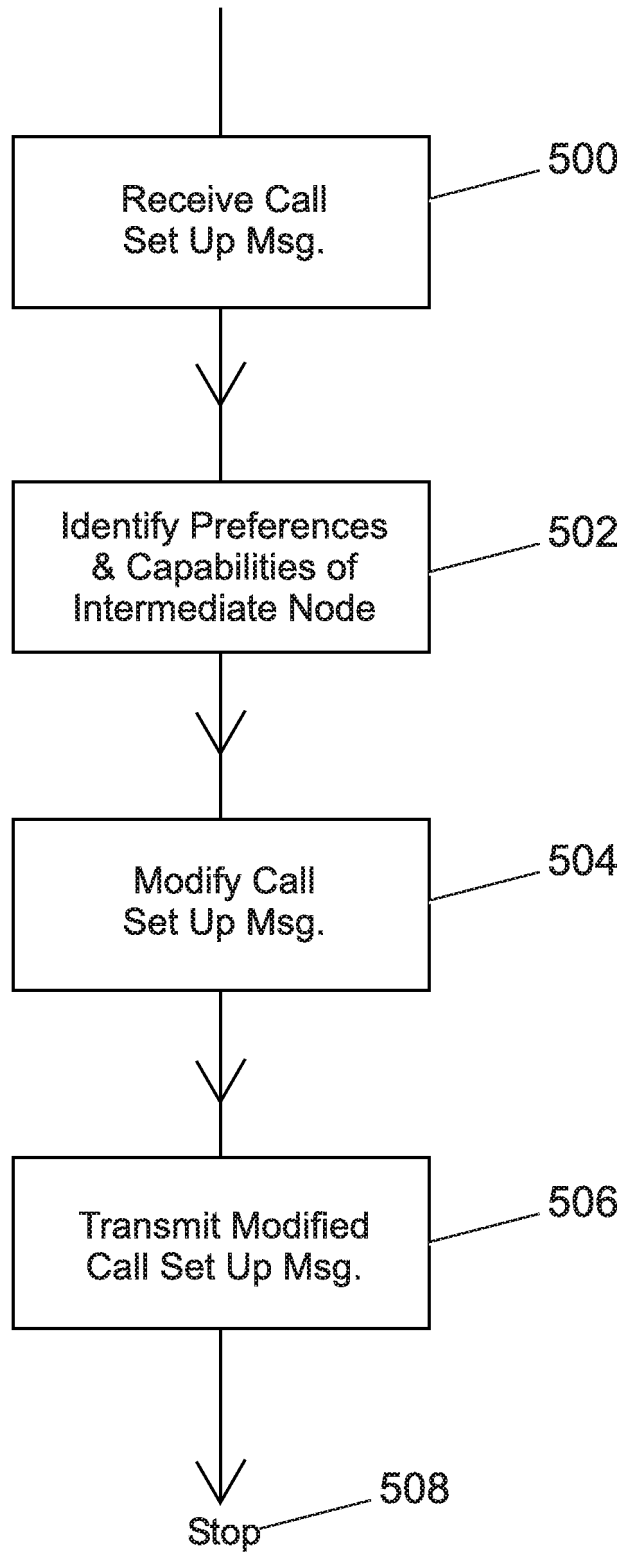 Receive Call
Set Up Msg.
500
Identify Preferences
& Capabilities of
Intermediate Node
502
Modify Call
Set Up Msg.
504
Transmit Modified
Call Set Up Msg.
506
Stop
508